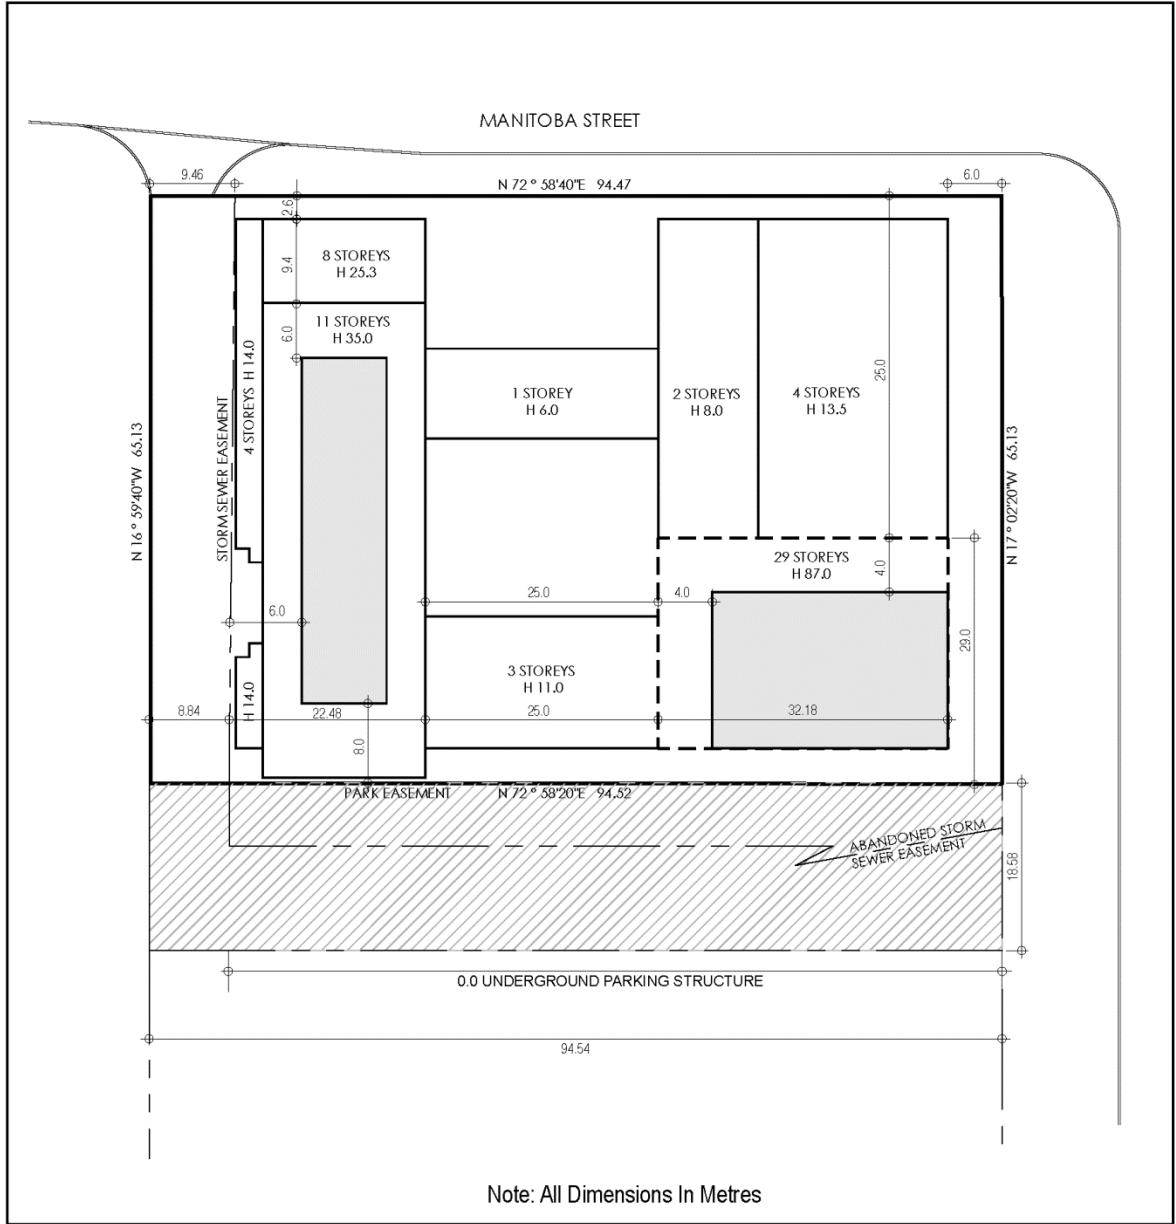 MANITOBA STREET
9.46
N 72 ° 58'40"E 94.47
6.0
2.6
8 STOREYS
H 25.3
9.4
11 STOREYS
H 35.0
6.0
4 STOREYS H 14.0
1 STOREY
H 6.0
2 STOREYS
H 8.0
4 STOREYS
H 13.5
25.0
N 16 ° 59'40"W 65.13
STORM SEWER EASEMENT
N 17 ° 02'20"W 65.13
29 STOREYS
H 87.0
4.0
25.0
4.0
6.0
29.0
3 STOREYS
H 11.0
H 14.0
8.84
22.48
25.0
32.18
8.0
PARK EASEMENT
N 72 ° 58'20"E 94.52
ABANDONED STORM
SEWER EASEMENT
18.58
0.0 UNDERGROUND PARKING STRUCTURE
94.54
Note: All Dimensions In Metres